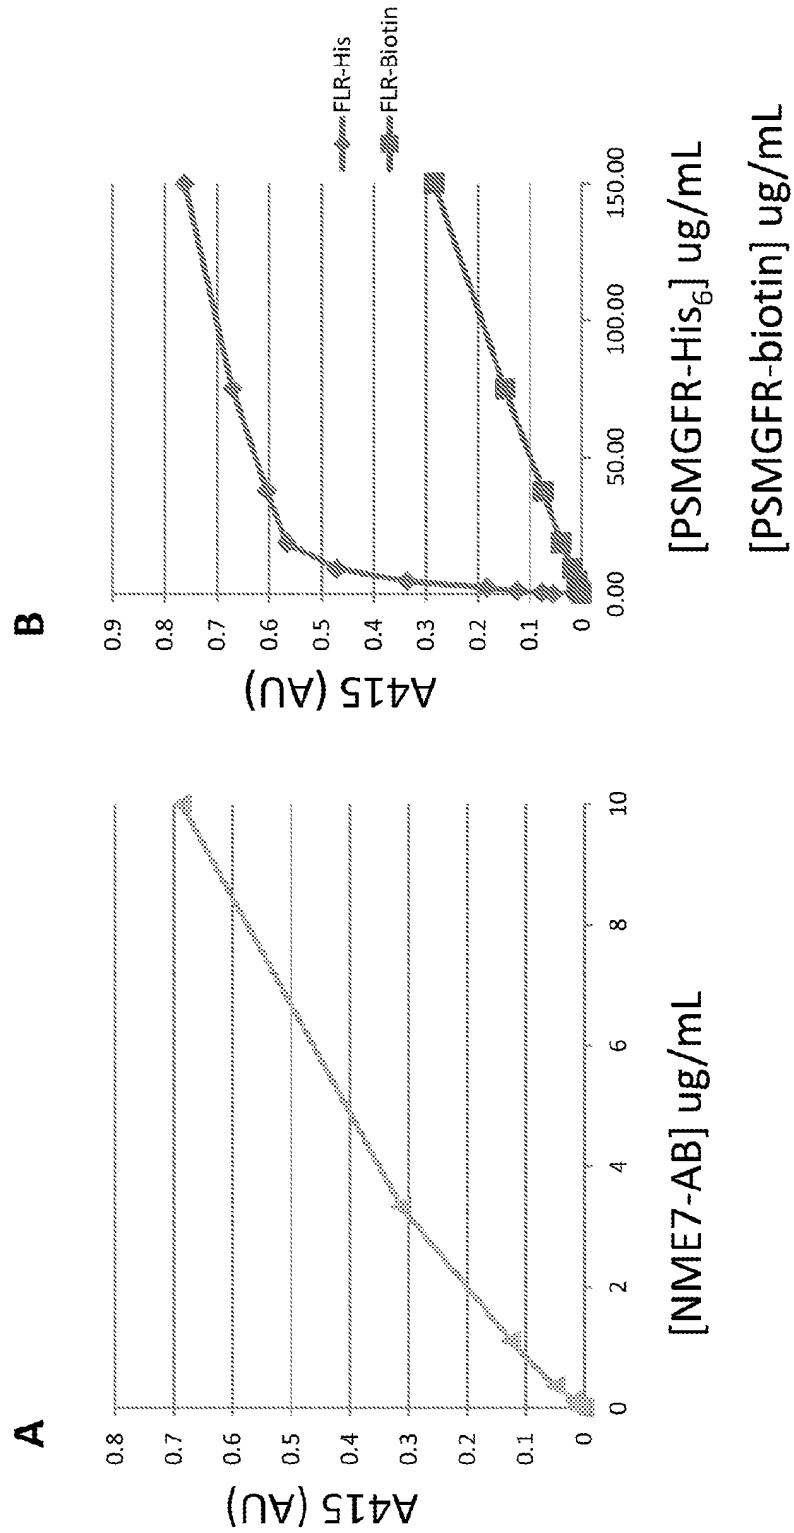 A
A415 (AU)
0.8
0.7
0.6
0.5
0.4
0.3
0.2
0.1
0
0 2 4 6 8 10
[NME7-AB] ug/mL
B
A415 (AU)
0.9
0.8
0.7
0.6
0.5
0.4
0.3
0.2
0.1
0
0.00 50.00 100.00 150.00
FLR-His
FLR-Biotin
[PSMGFR-His₆] ug/mL
[PSMGFR-biotin] ug/mL